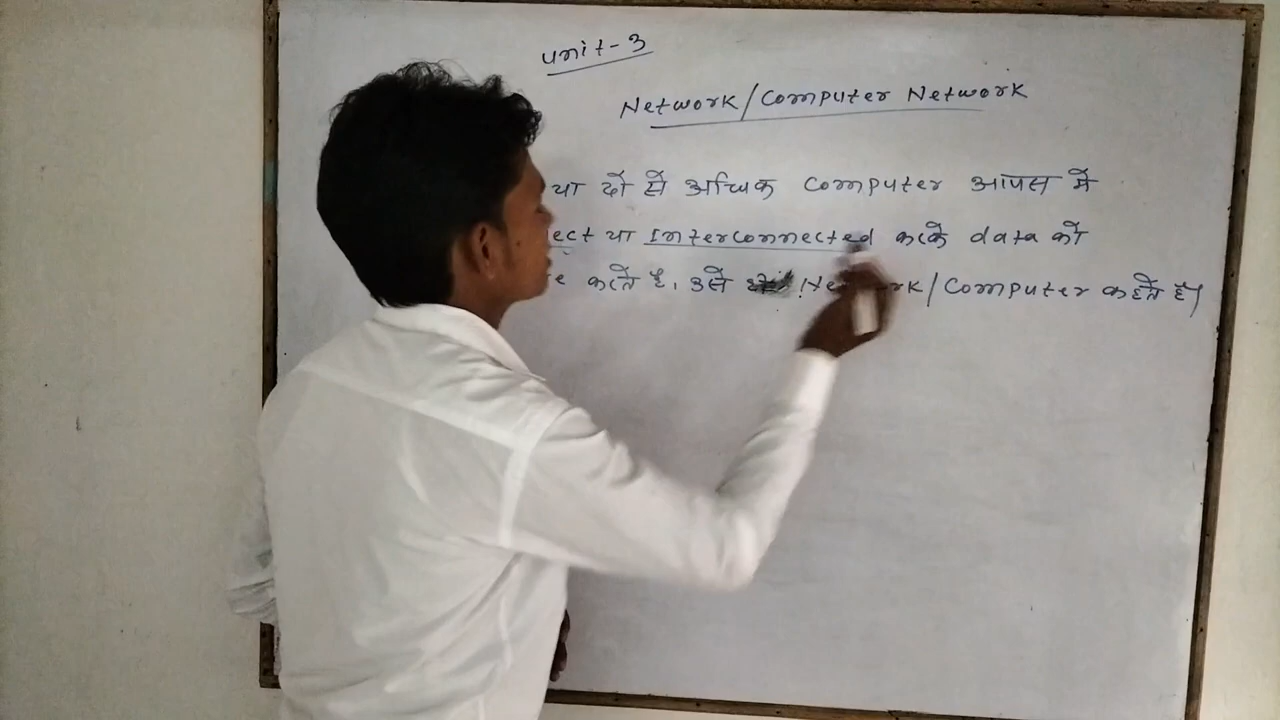 Unit-3
Network/Computer Network
या दो से अधिक Computer आपस में
ect या Interconnected करके data को
e करते है, उसे rk/Computer कहते है।